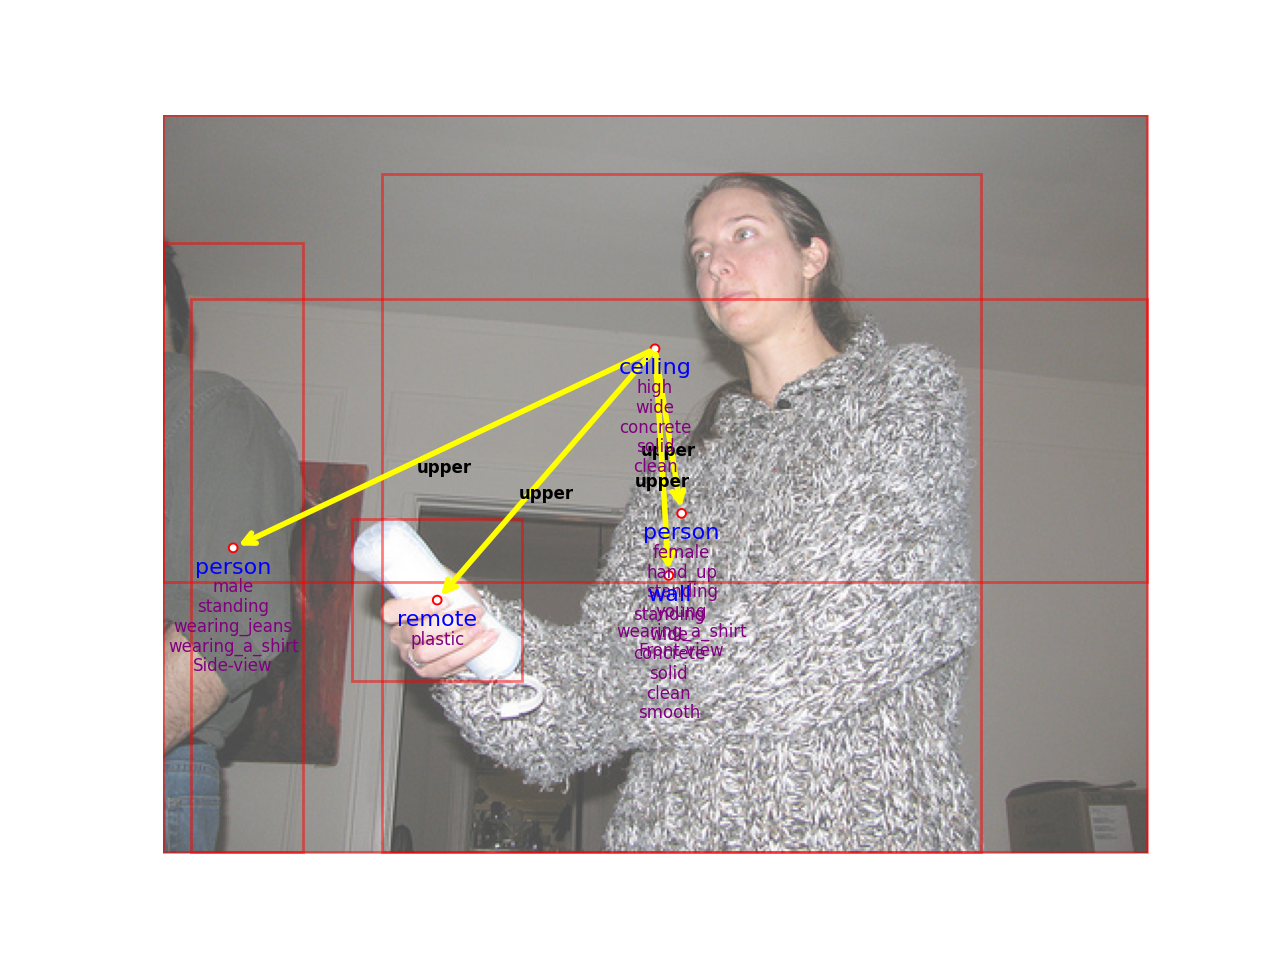 ceiling
high
wide
concrete
solid
clean
upper
upper
upper
upper
person
female
hand_up
standing
young
wearing_a_shirt
Front-view
wall
standing
wide
concrete
solid
clean
smooth
person
male
standing
wearing_jeans
wearing_a_shirt
Side-view
remote
plastic